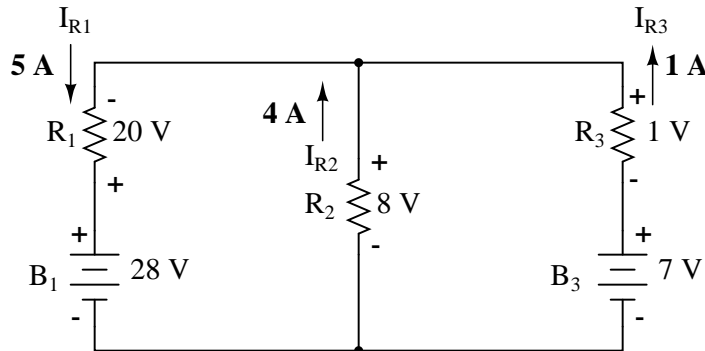 I_R1
I_R3
5 A
1 A
4 A
-
+
R_1
20 V
R_3
1 V
I_R2
+
+
-
R_2
8 V
+
+
-
B_1
28 V
B_3
7 V
-
-